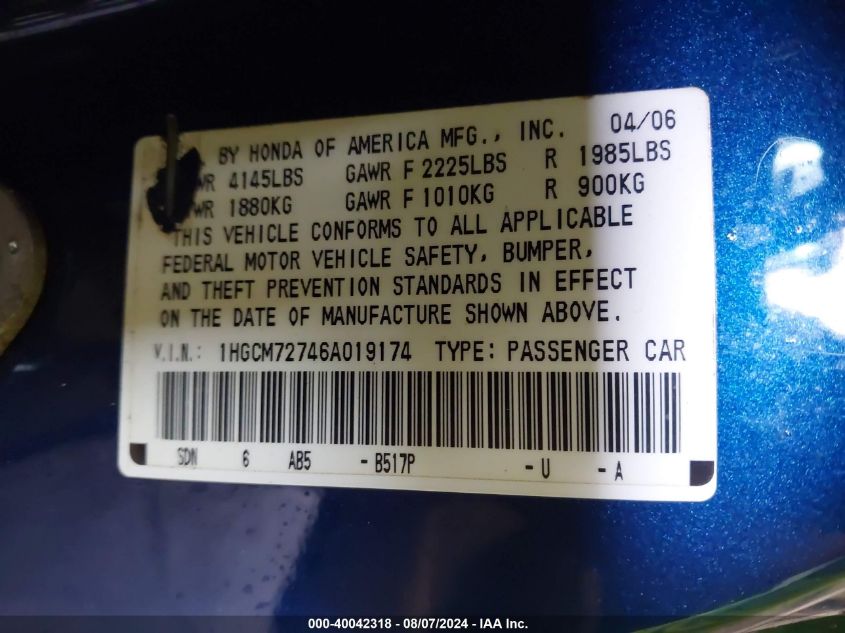 BY HONDA OF AMERICA MFG., INC. 04/06
WR 4145LBS GAWR F 2225LBS R 1985LBS
WR 1880KG GAWR F 1010KG R 900KG
THIS VEHICLE CONFORMS TO ALL APPLICABLE
FEDERAL MOTOR VEHICLE SAFETY, BUMPER,
AND THEFT PREVENTION STANDARDS IN EFFECT
ON THE DATE OF MANUFACTURE SHOWN ABOVE.
V.I.N.: 1HGCM72746A019174 TYPE: PASSENGER CAR
SDN 6 AB5 - B517P - U - A
000-40042318 - 08/07/2024 - IAA Inc.